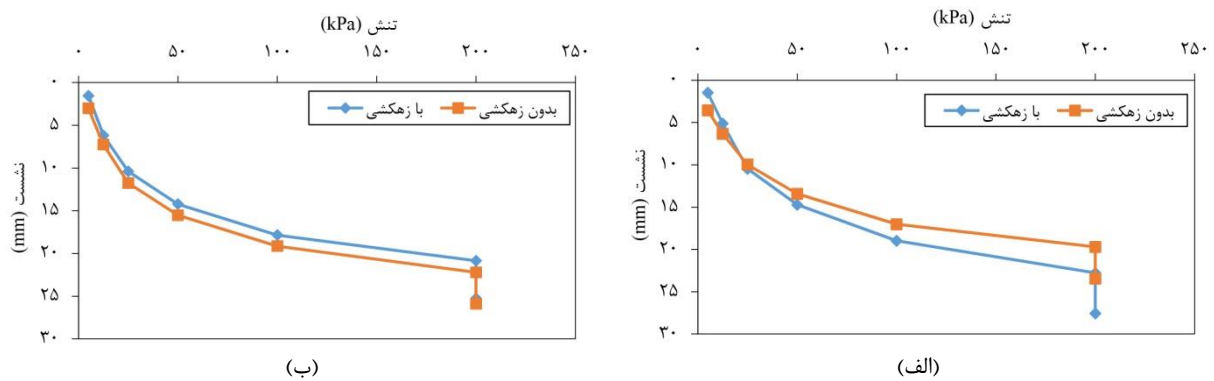 تنش (kPa)
۰ ۵۰ ۱۰۰ ۱۵۰ ۲۰۰ ۲۵۰
۰
۵
۱۰
۱۵
۲۰
۲۵
۳۰
نشست (mm)
با زهکشی بدون زهکشی
(الف)
تنش (kPa)
۰ ۵۰ ۱۰۰ ۱۵۰ ۲۰۰ ۲۵۰
۰
۵
۱۰
۱۵
۲۰
۲۵
۳۰
نشست (mm)
با زهکشی بدون زهکشی
(ب)